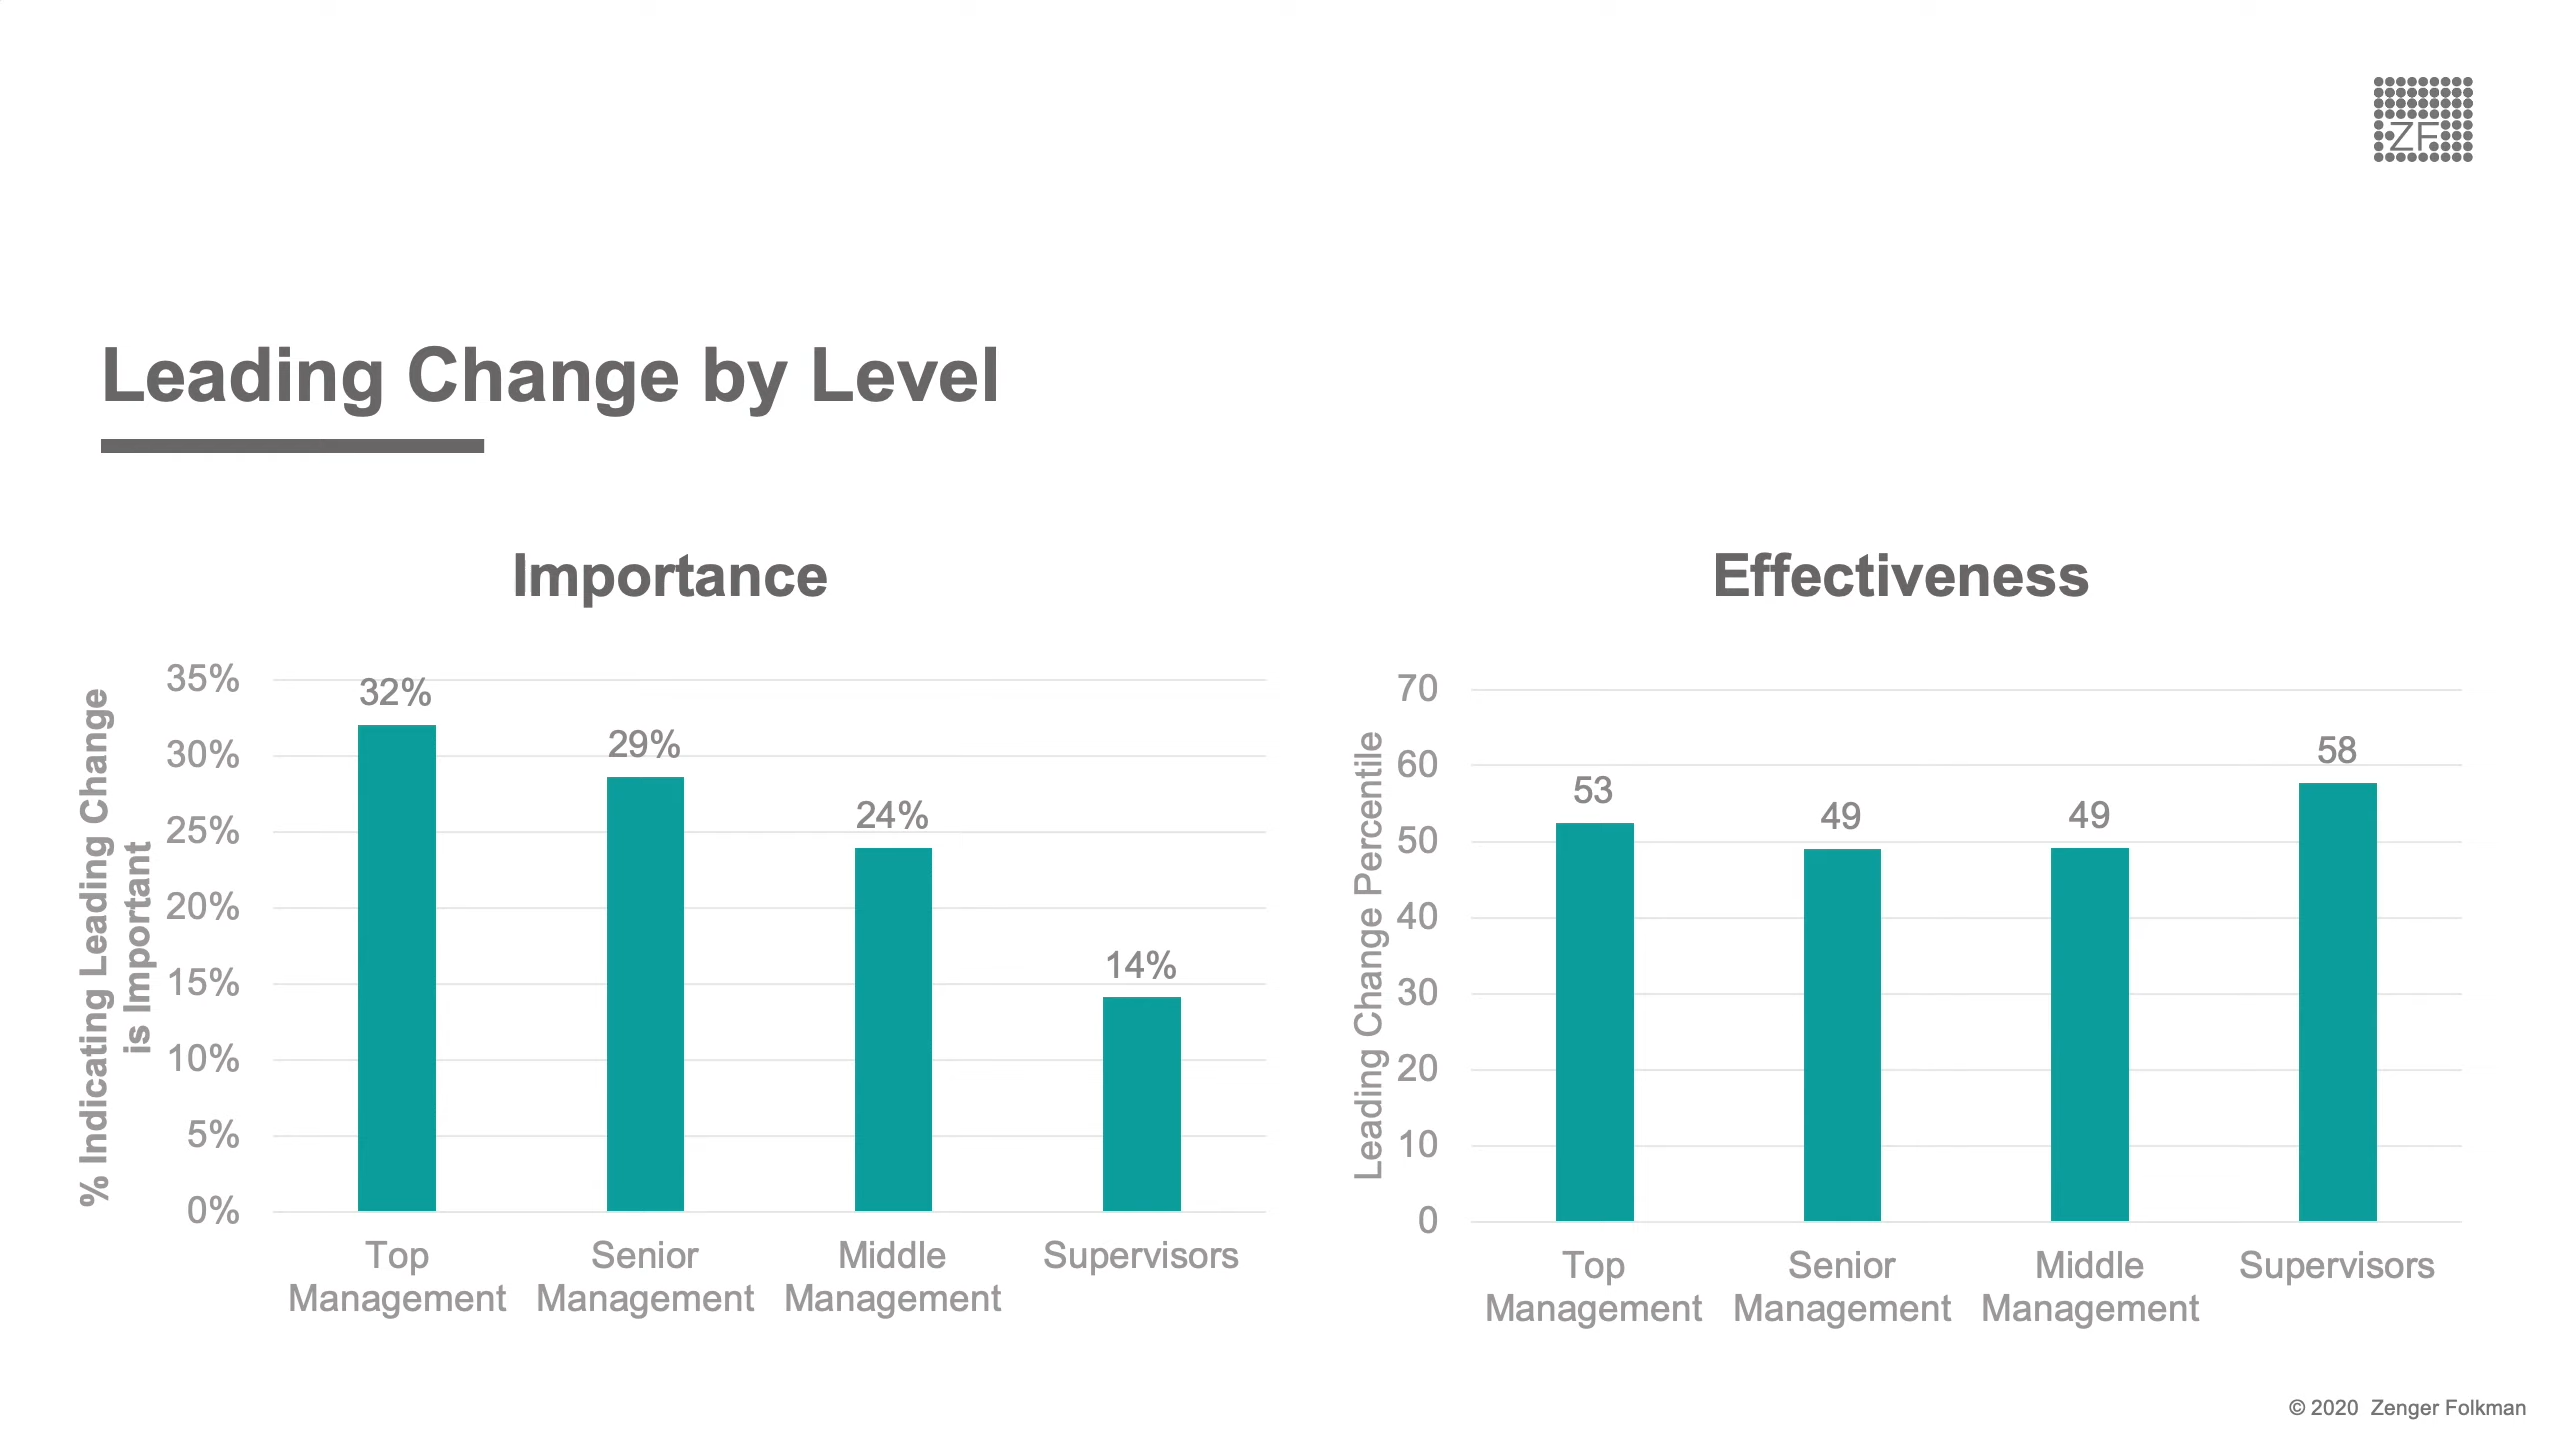 ZF
Leading Change by Level
Importance
% Indicating Leading Change
is Important
35%
30%
25%
20%
15%
10%
5%
0%
32%
29%
24%
14%
Top
Management
Senior
Management
Middle
Management
Supervisors
Effectiveness
Leading Change Percentile
70
60
50
40
30
20
10
0
53
49
49
58
Top
Management
Senior
Management
Middle
Management
Supervisors
© 2020 Zenger Folkman